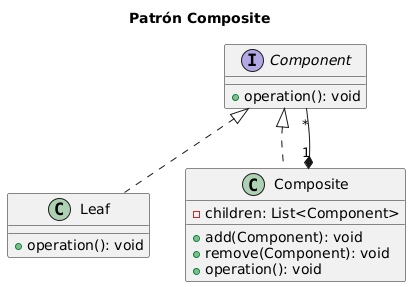 Patrón Composite
I Component
operation(): void
*
1
C Leaf
operation(): void
C Composite
children: List<Component>
add(Component): void
remove(Component): void
operation(): void